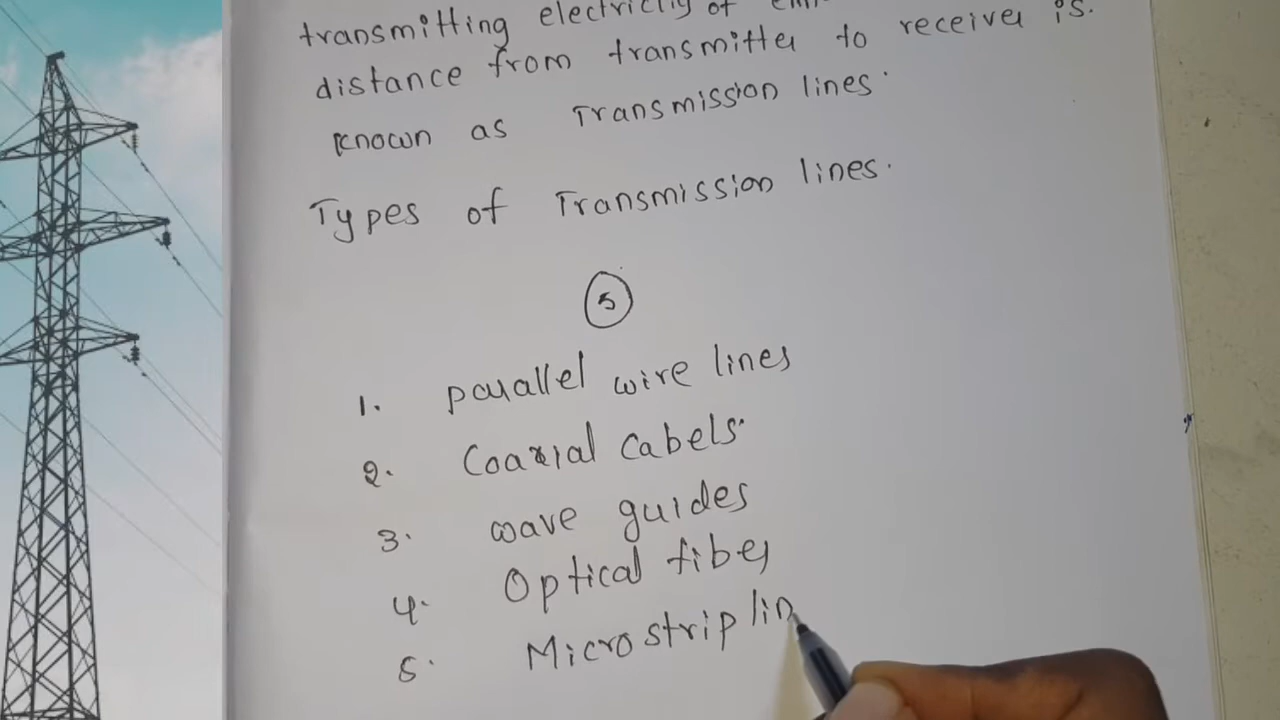 transmitting electricity of
distance from transmitter to receiver is.
Known as Transmission lines.
Types of Transmission lines.
5
1. parallel wire lines
2. Coaxial Cabels.
3. wave guides
4. Optical fiber
5. Microstrip lin